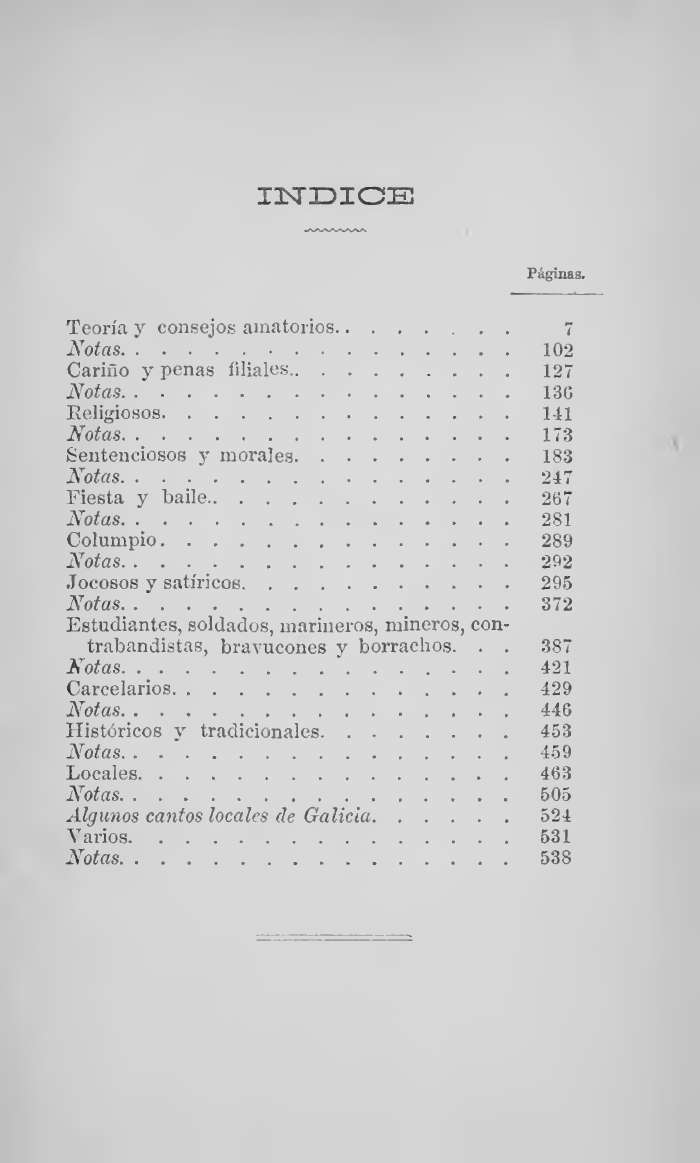 INDICE
Páginas.
Teoría y consejos amatorios. . . . . . . . 7
Notas. . . . . . . . . . . . . . . . 102
Cariño y penas filiales. . . . . . . . . . 127
Notas. . . . . . . . . . . . . . . . 136
Religiosos. . . . . . . . . . . . . . 141
Notas. . . . . . . . . . . . . . . . 173
Sentenciosos y morales. . . . . . . . . 183
Notas. . . . . . . . . . . . . . . . 247
Fiesta y baile. . . . . . . . . . . . . 267
Notas. . . . . . . . . . . . . . . . 281
Columpio. . . . . . . . . . . . . . 289
Notas. . . . . . . . . . . . . . . . 292
Jocosos y satíricos. . . . . . . . . . . 295
Notas. . . . . . . . . . . . . . . . 372
Estudiantes, soldados, marineros, mineros, con-
trabandistas, bravucones y borrachos. . . 387
Notas. . . . . . . . . . . . . . . . 421
Carcelarios. . . . . . . . . . . . . . 429
Notas. . . . . . . . . . . . . . . . 446
Históricos y tradicionales. . . . . . . . 453
Notas. . . . . . . . . . . . . . . . 459
Locales. . . . . . . . . . . . . . . 463
Notas. . . . . . . . . . . . . . . . 505
Algunos cantos locales de Galicia. . . . . . 524
Varios. . . . . . . . . . . . . . . 531
Notas. . . . . . . . . . . . . . . . 538